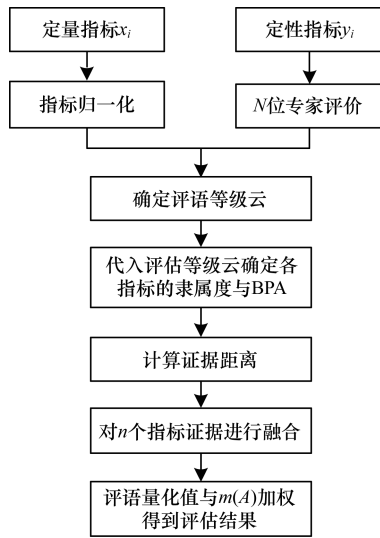 定量指标xi
定性指标yi
指标归一化
N位专家评价
确定评语等级云
代入评估等级云确定各
指标的隶属度与BPA
计算证据距离
对n个指标证据进行融合
评语量化值与m(A)加权
得到评估结果